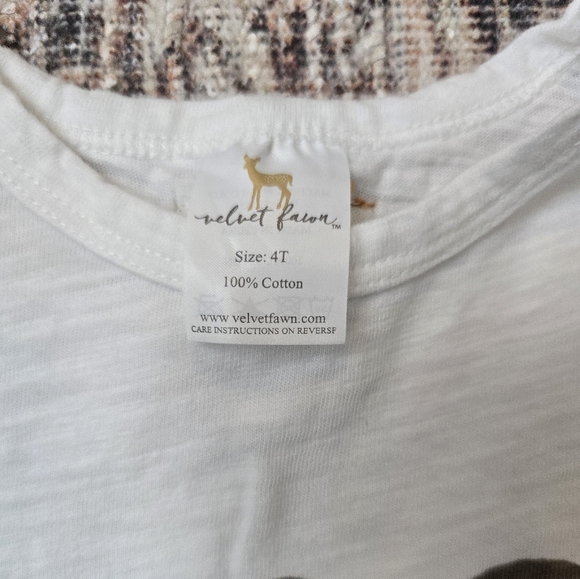 velvet fawn™
Size: 4T
100% Cotton
www.velvetfawn.com
CARE INSTRUCTIONS ON REVERSE